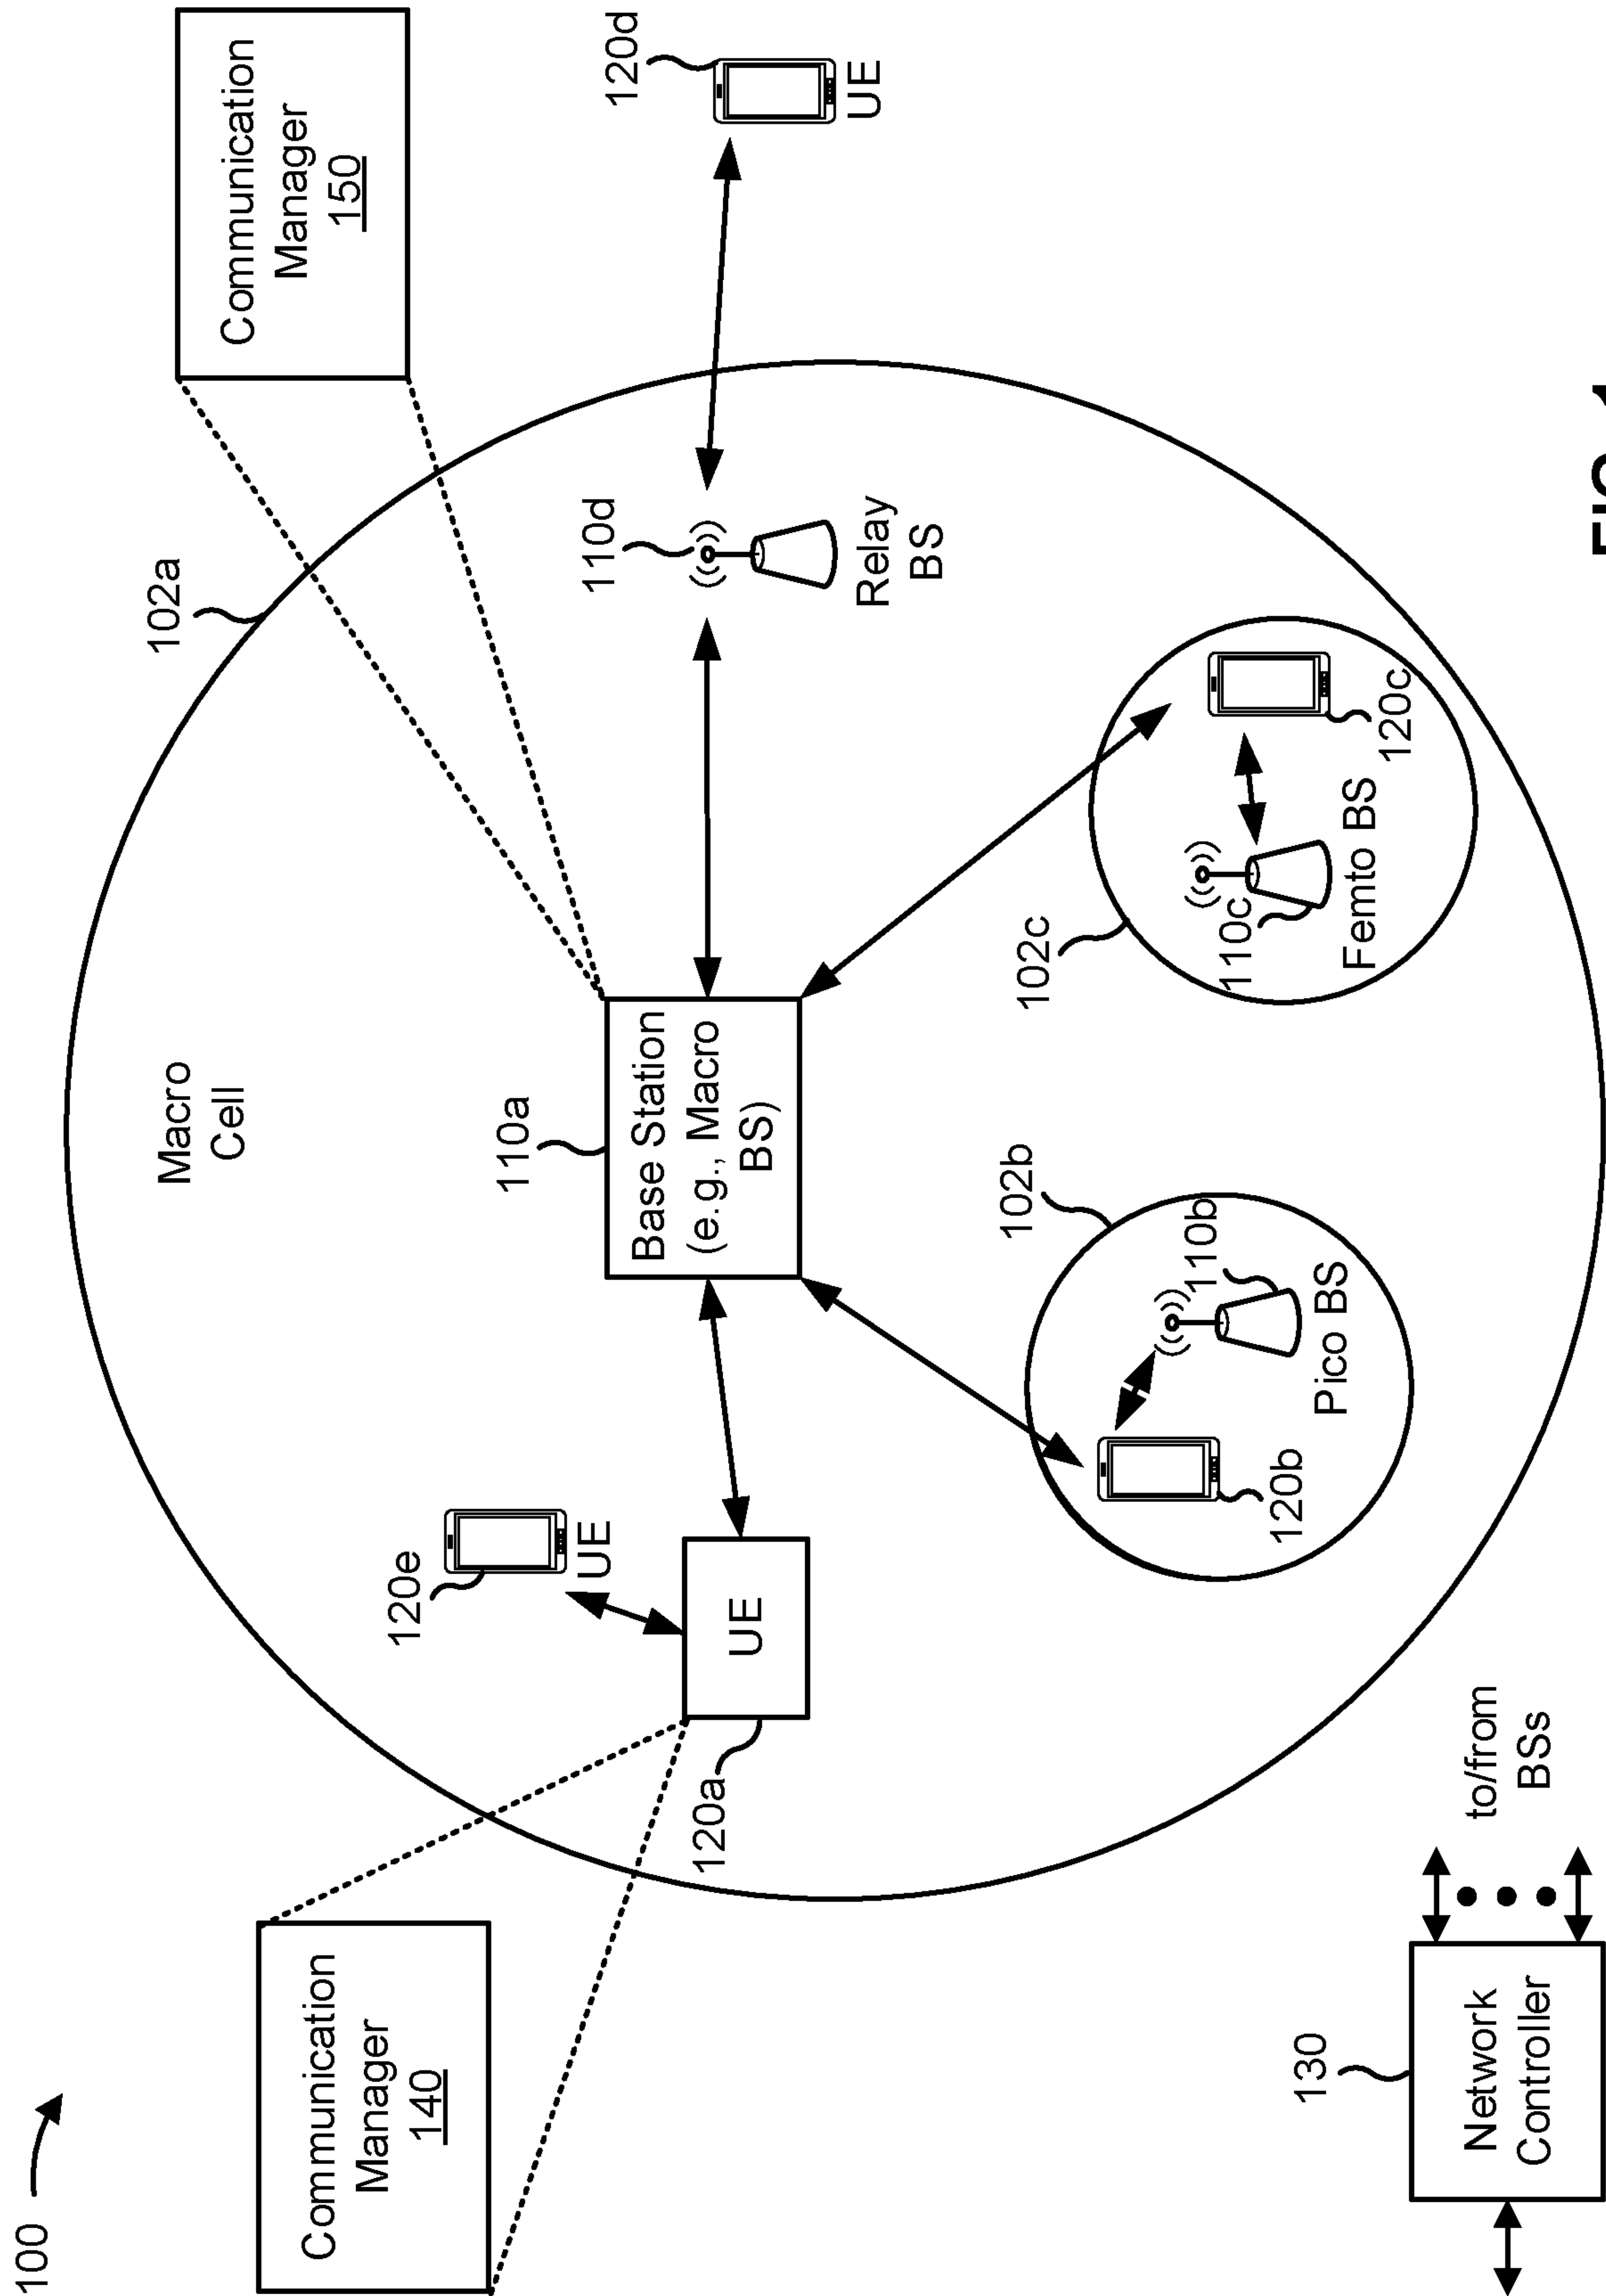 100
Communication
Manager
140
Communication
Manager
150
102a
Macro
Cell
120d
UE
110d
Relay
BS
110a
Base Station
(e.g., Macro
BS)
120e
UE
UE
120a
102b
110b
Pico BS
120b
102c
110c
Femto BS
120c
130
Network
Controller
to/from
BSs